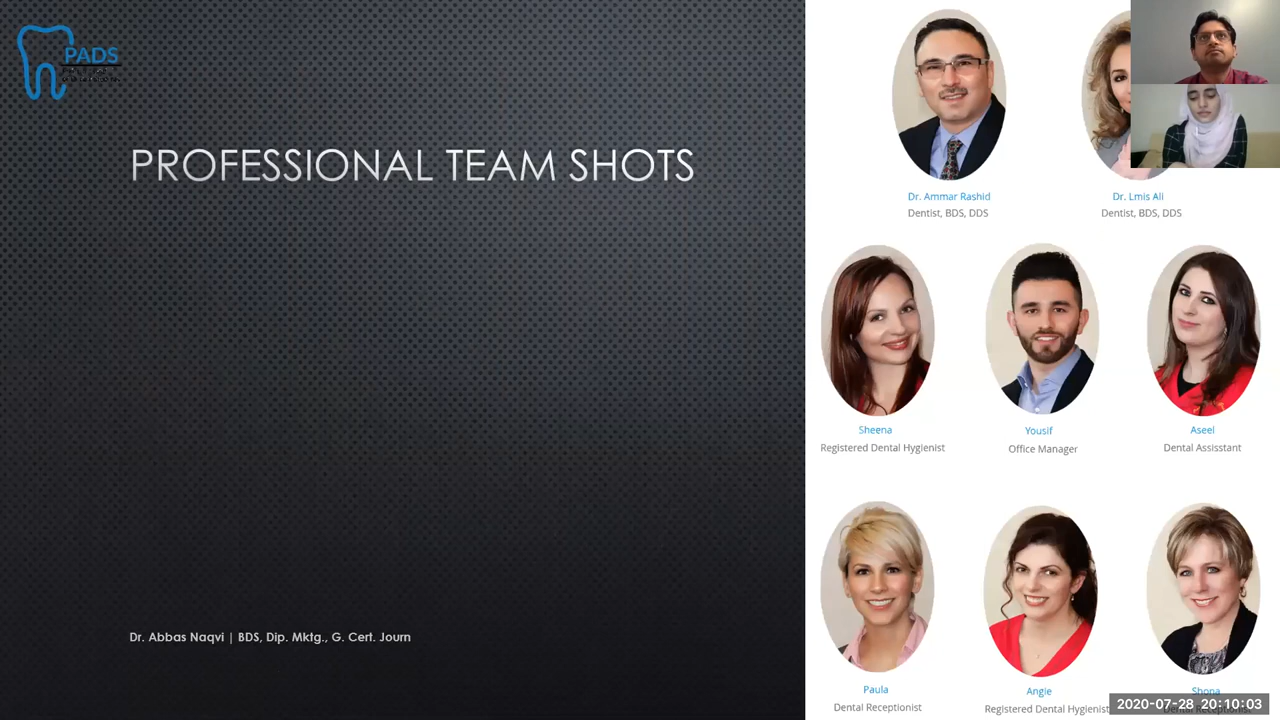 PADS
PROFESSIONAL TEAM SHOTS
Dr. Abbas Naqvi | BDS, Dip. Mktg., G. Cert. Journ
Dr. Ammar Rashid
Dentist, BDS, DDS
Dr. Lmis Ali
Dentist, BDS, DDS
Sheena
Registered Dental Hygienist
Yousif
Office Manager
Aseel
Dental Assisstant
Paula
Dental Receptionist
Angie
Registered Dental Hygienist
Shona
2020-07-28 20:10:03